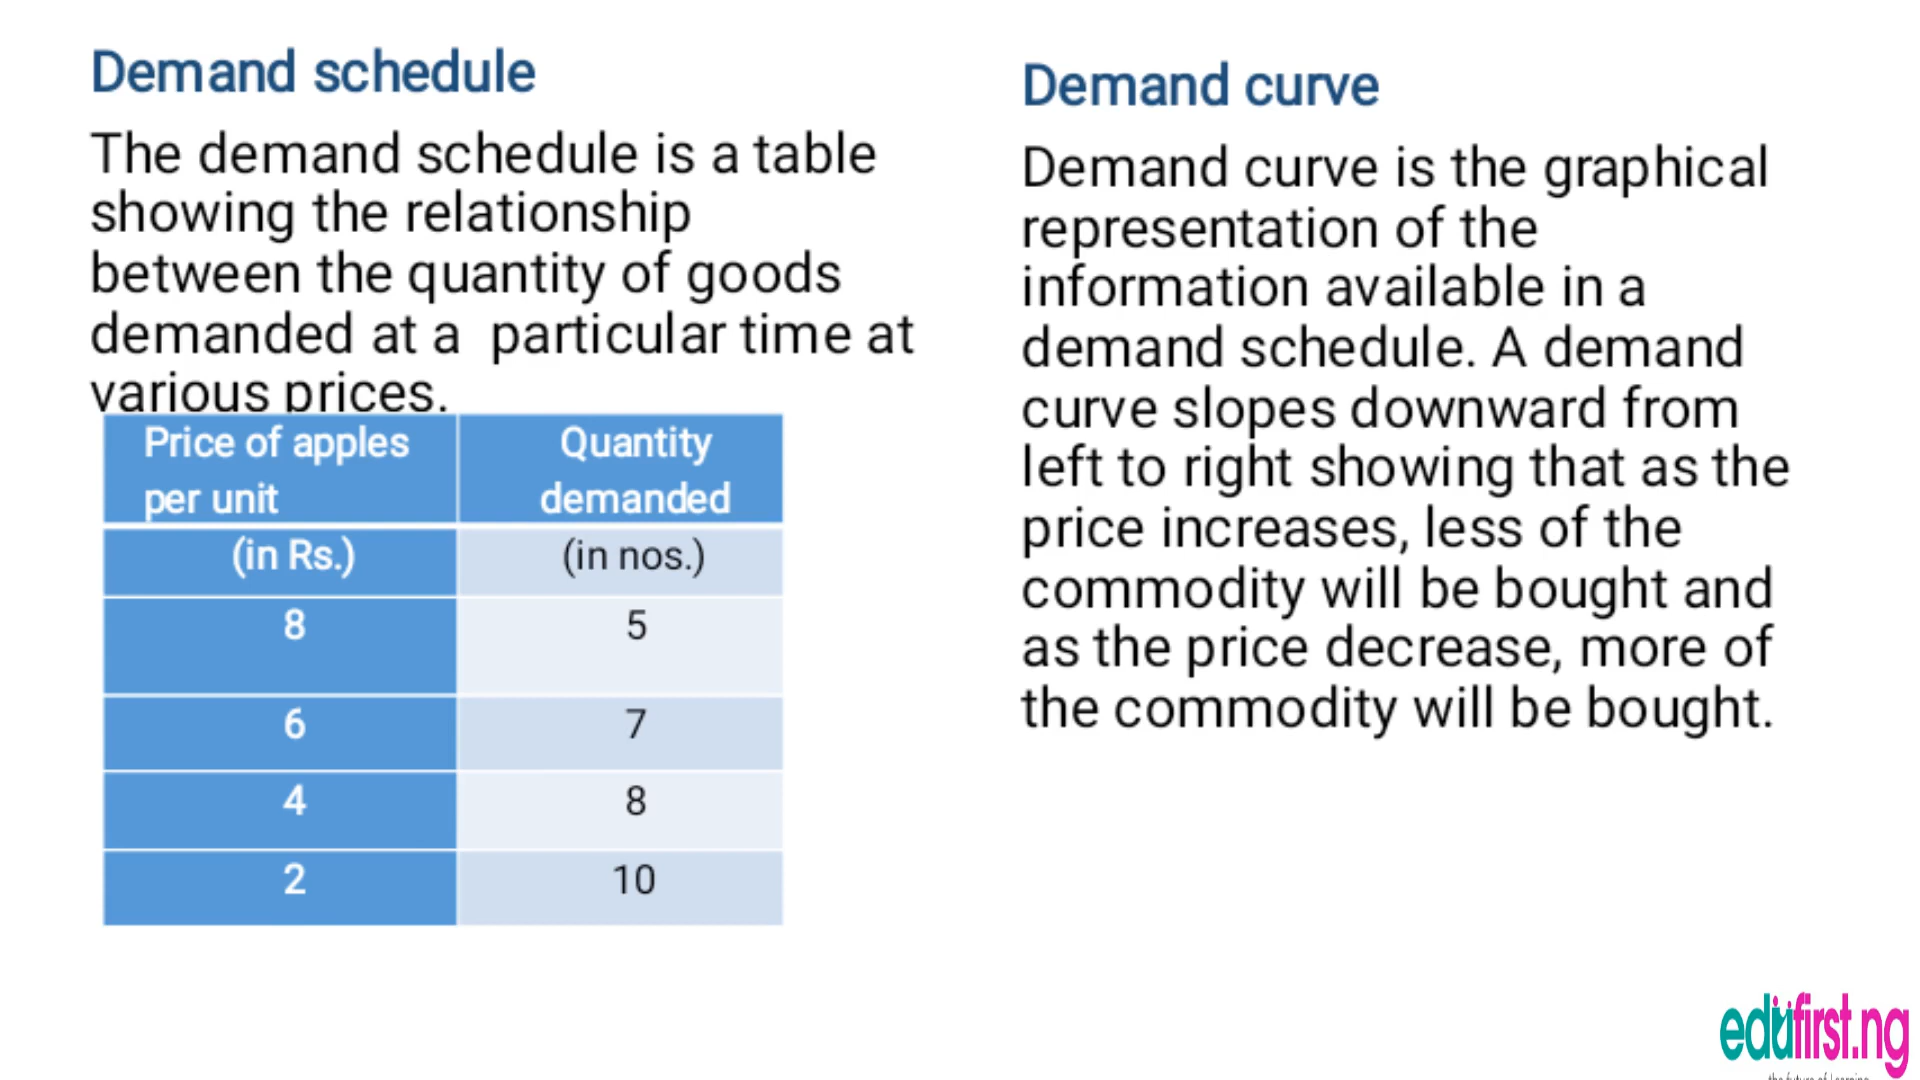 Demand schedule
The demand schedule is a table
showing the relationship
between the quantity of goods
demanded at a particular time at
various prices.
Price of apples per unit Quantity demanded
(in Rs.) (in nos.)
8 5
6 7
4 8
2 10
Demand curve
Demand curve is the graphical
representation of the
information available in a
demand schedule. A demand
curve slopes downward from
left to right showing that as the
price increases, less of the
commodity will be bought and
as the price decrease, more of
the commodity will be bought.
edufirst.ng
the future of Learning